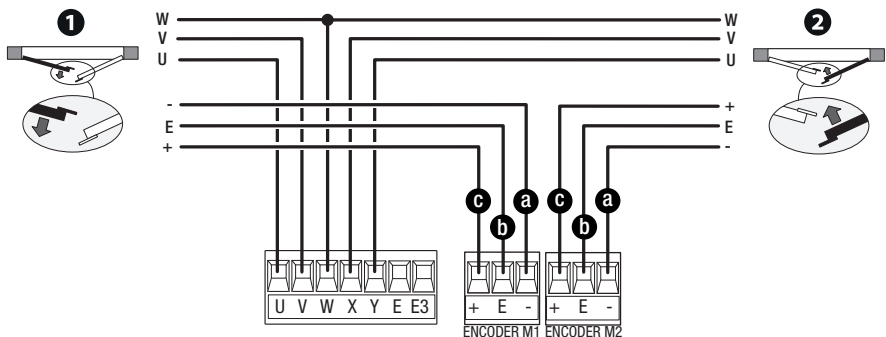 1
W
V
U
-
E
+
2
W
V
U
+
E
-
c b a
c b a
U V W X Y E E3
+ E -
ENCODER M1
+ E -
ENCODER M2